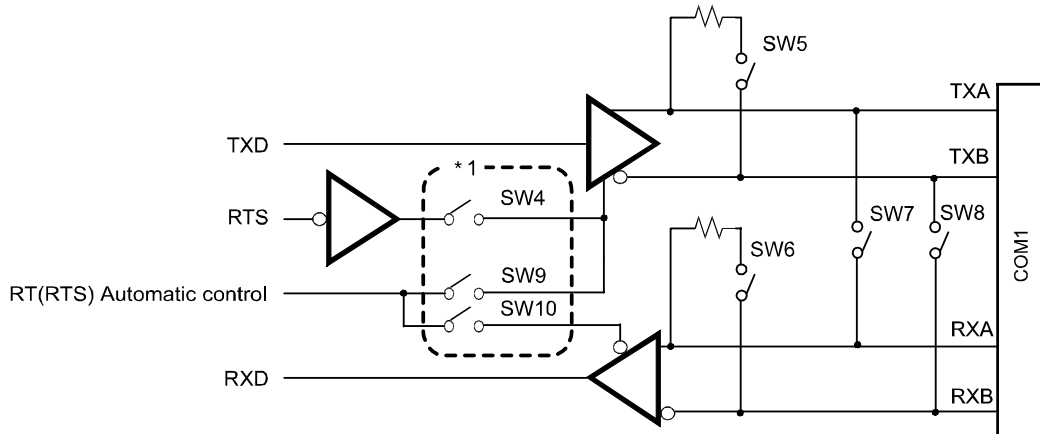 SW5
TXA
TXD
* 1
TXB
SW4
RTS
SW7
SW8
SW6
COM1
SW9
RT(RTS) Automatic control
SW10
RXA
RXD
RXB